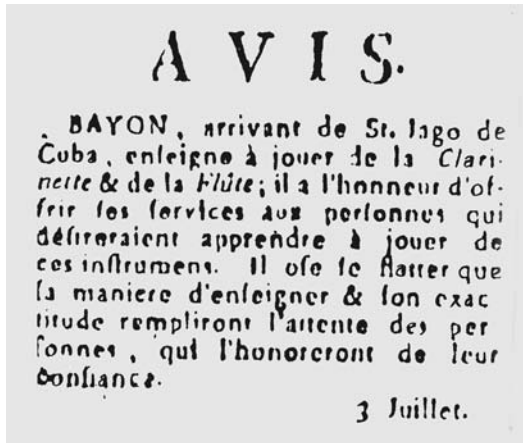 AVIS.
. BAYON, arrivant de St. Iago de
Cuba, enſeigne à jouer de la Clari-
nette & de la Flûte; il a l'honneur d'of-
frir ſes ſervices aux perſonnes qui
déſireraient apprendre à jouer de
ces inſtrumens. Il oſe ſe flatter que
ſa maniere d'enſeigner & ſon exac
titude rempliront l'attente des per
ſonnes, qui l'honoreront de leur
confiance.
3 Juillet.